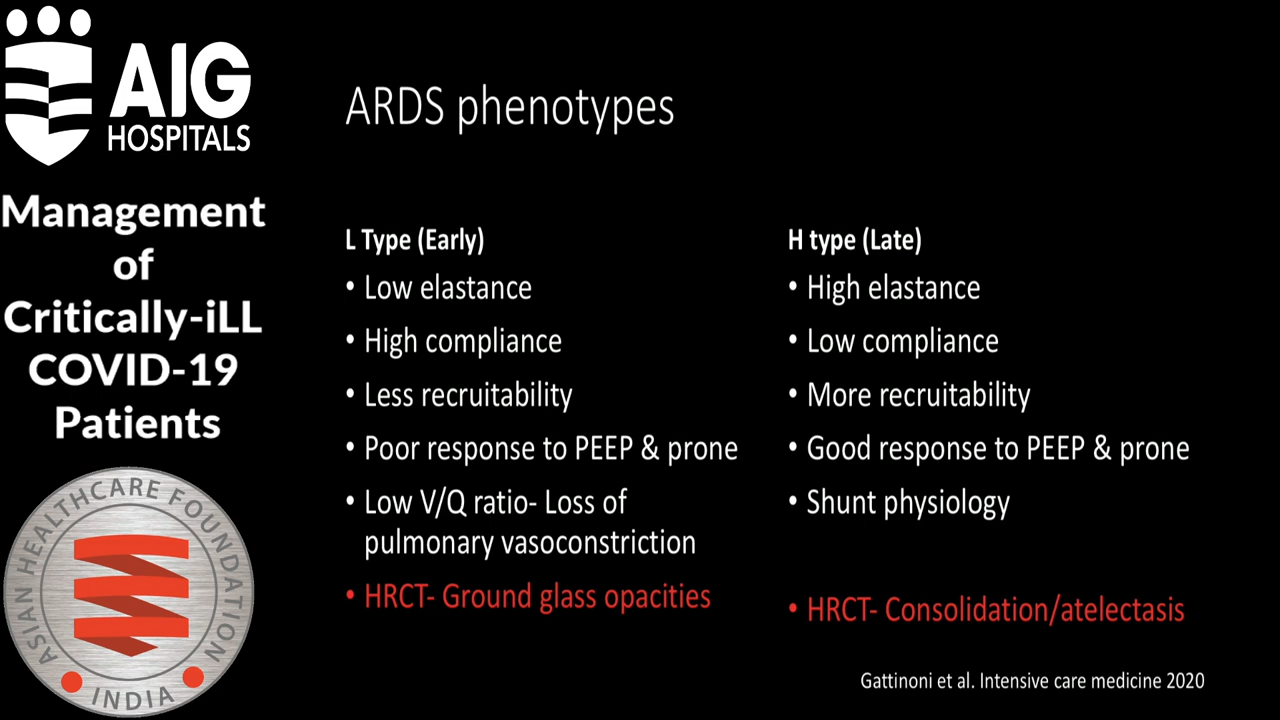 AIG
HOSPITALS
Management
of
Critically-iLL
COVID-19
Patients
ASIAN HEALTHCARE FOUNDATION
INDIA
ARDS phenotypes
L Type (Early)
• Low elastance
• High compliance
• Less recruitability
• Poor response to PEEP & prone
• Low V/Q ratio- Loss of
pulmonary vasoconstriction
• HRCT- Ground glass opacities
H type (Late)
• High elastance
• Low compliance
• More recruitability
• Good response to PEEP & prone
• Shunt physiology
• HRCT- Consolidation/atelectasis
Gattinoni et al. Intensive care medicine 2020